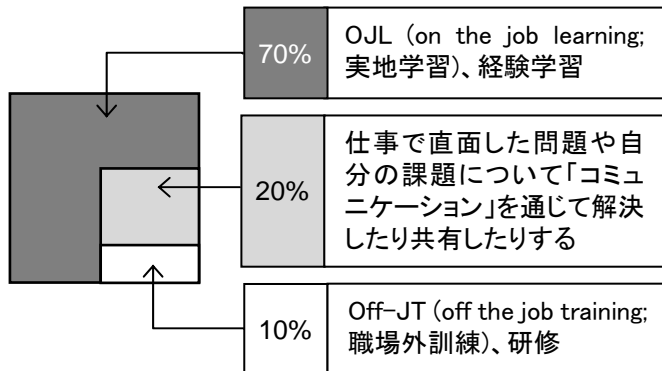 70%
OJL (on the job learning;
実地学習)、経験学習
20%
仕事で直面した問題や自
分の課題について「コミュ
ニケーション」を通じて解決
したり共有したりする
10%
Off-JT (off the job training;
職場外訓練)、研修